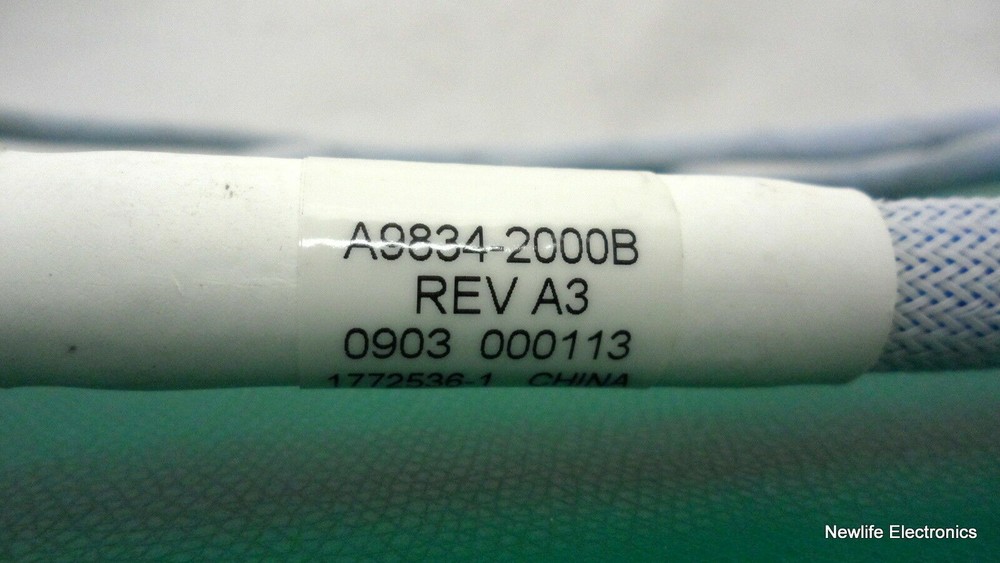 A9834-2000B
REV A3
0903 000113
1772536-1 CHINA
Newlife Electronics